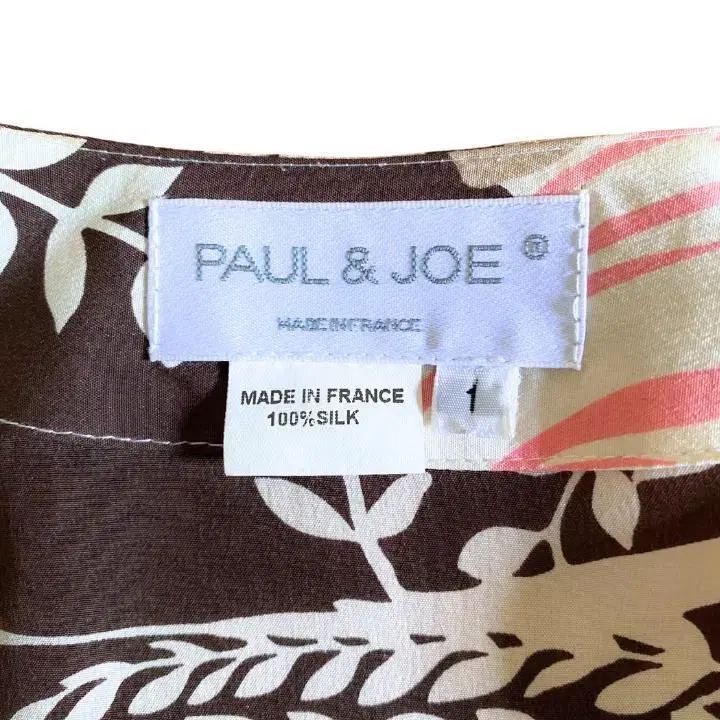 PAUL & JOE ®
MADE IN FRANCE
MADE IN FRANCE
100% SILK
1